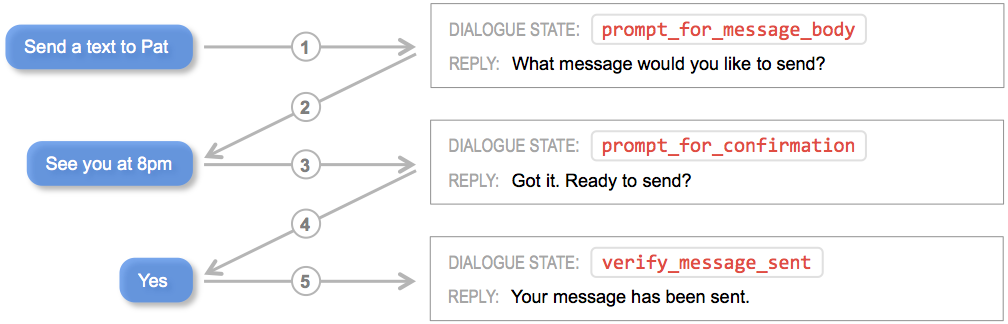 Send a text to Pat
1
DIALOGUE STATE: prompt_for_message_body
REPLY: What message would you like to send?
2
See you at 8pm
3
DIALOGUE STATE: prompt_for_confirmation
REPLY: Got it. Ready to send?
4
Yes
5
DIALOGUE STATE: verify_message_sent
REPLY: Your message has been sent.